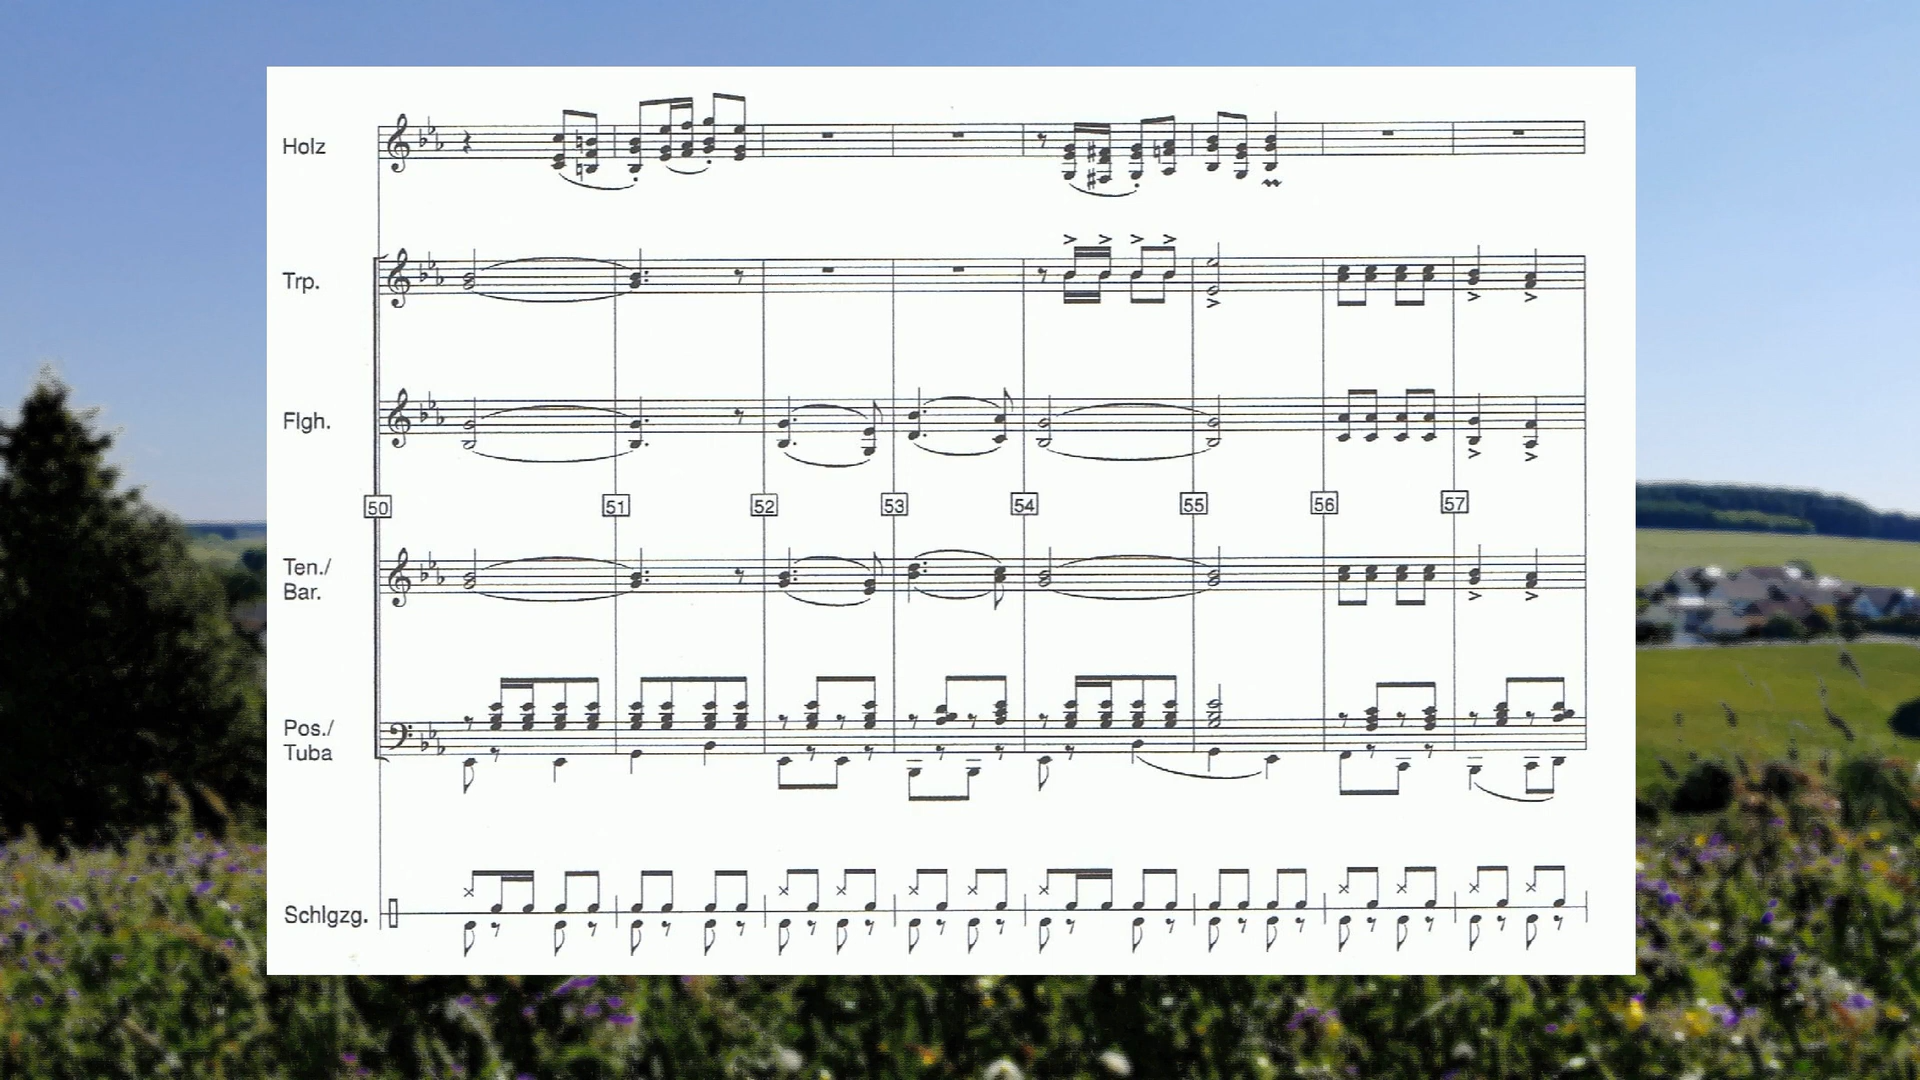 Holz
Trp.
Flgh.
50 51 52 53 54 55 56 57
Ten./
Bar.
Pos./
Tuba
Schlgzg.